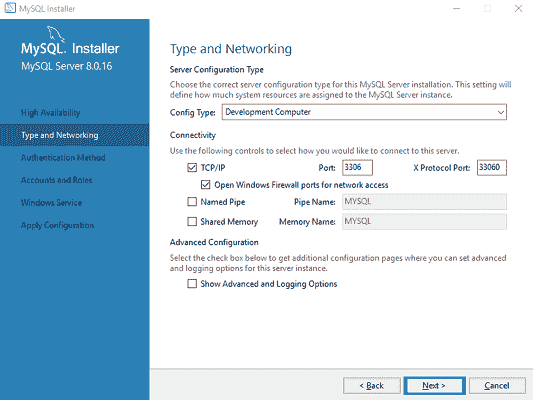 MySQL Installer
MySQL. Installer
MySQL Server 8.0.16
High Availability
Type and Networking
Authentication Method
Accounts and Roles
Windows Service
Apply Configuration
Type and Networking
Server Configuration Type
Choose the correct server configuration type for this MySQL Server installation. This setting will
define how much system resources are assigned to the MySQL Server instance.
Config Type: Development Computer
Connectivity
Use the following controls to select how you would like to connect to this server.
TCP/IP Port: 3306 X Protocol Port: 33060
Open Windows Firewall ports for network access
Named Pipe Pipe Name: MYSQL
Shared Memory Memory Name: MYSQL
Advanced Configuration
Select the check box below to get additional configuration pages where you can set advanced
and logging options for this server instance.
Show Advanced and Logging Options
< Back Next > Cancel